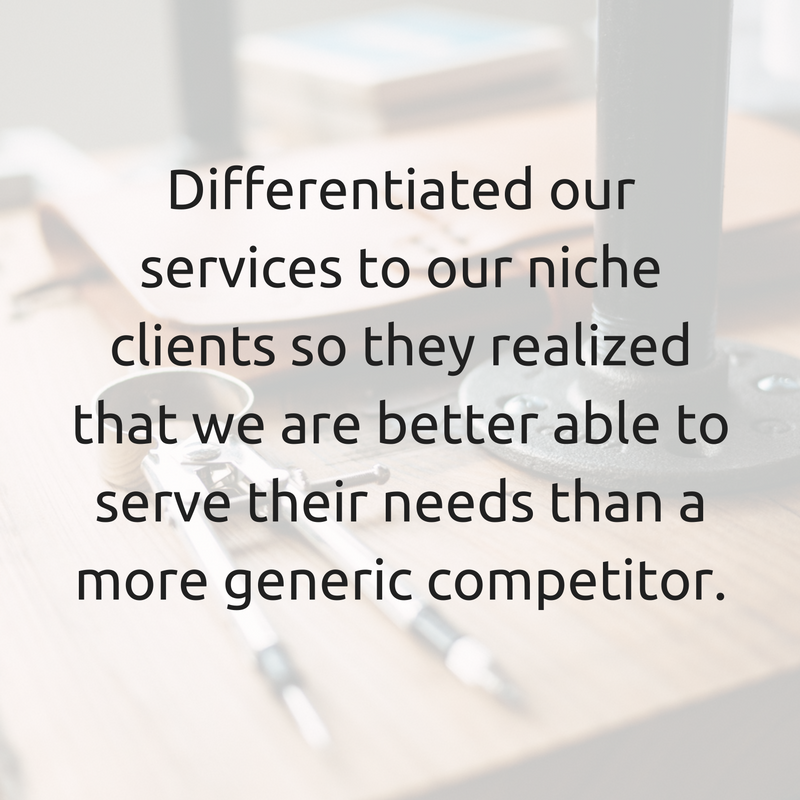 Differentiated our
services to our niche
clients so they realized
that we are better able to
serve their needs than a
more generic competitor.